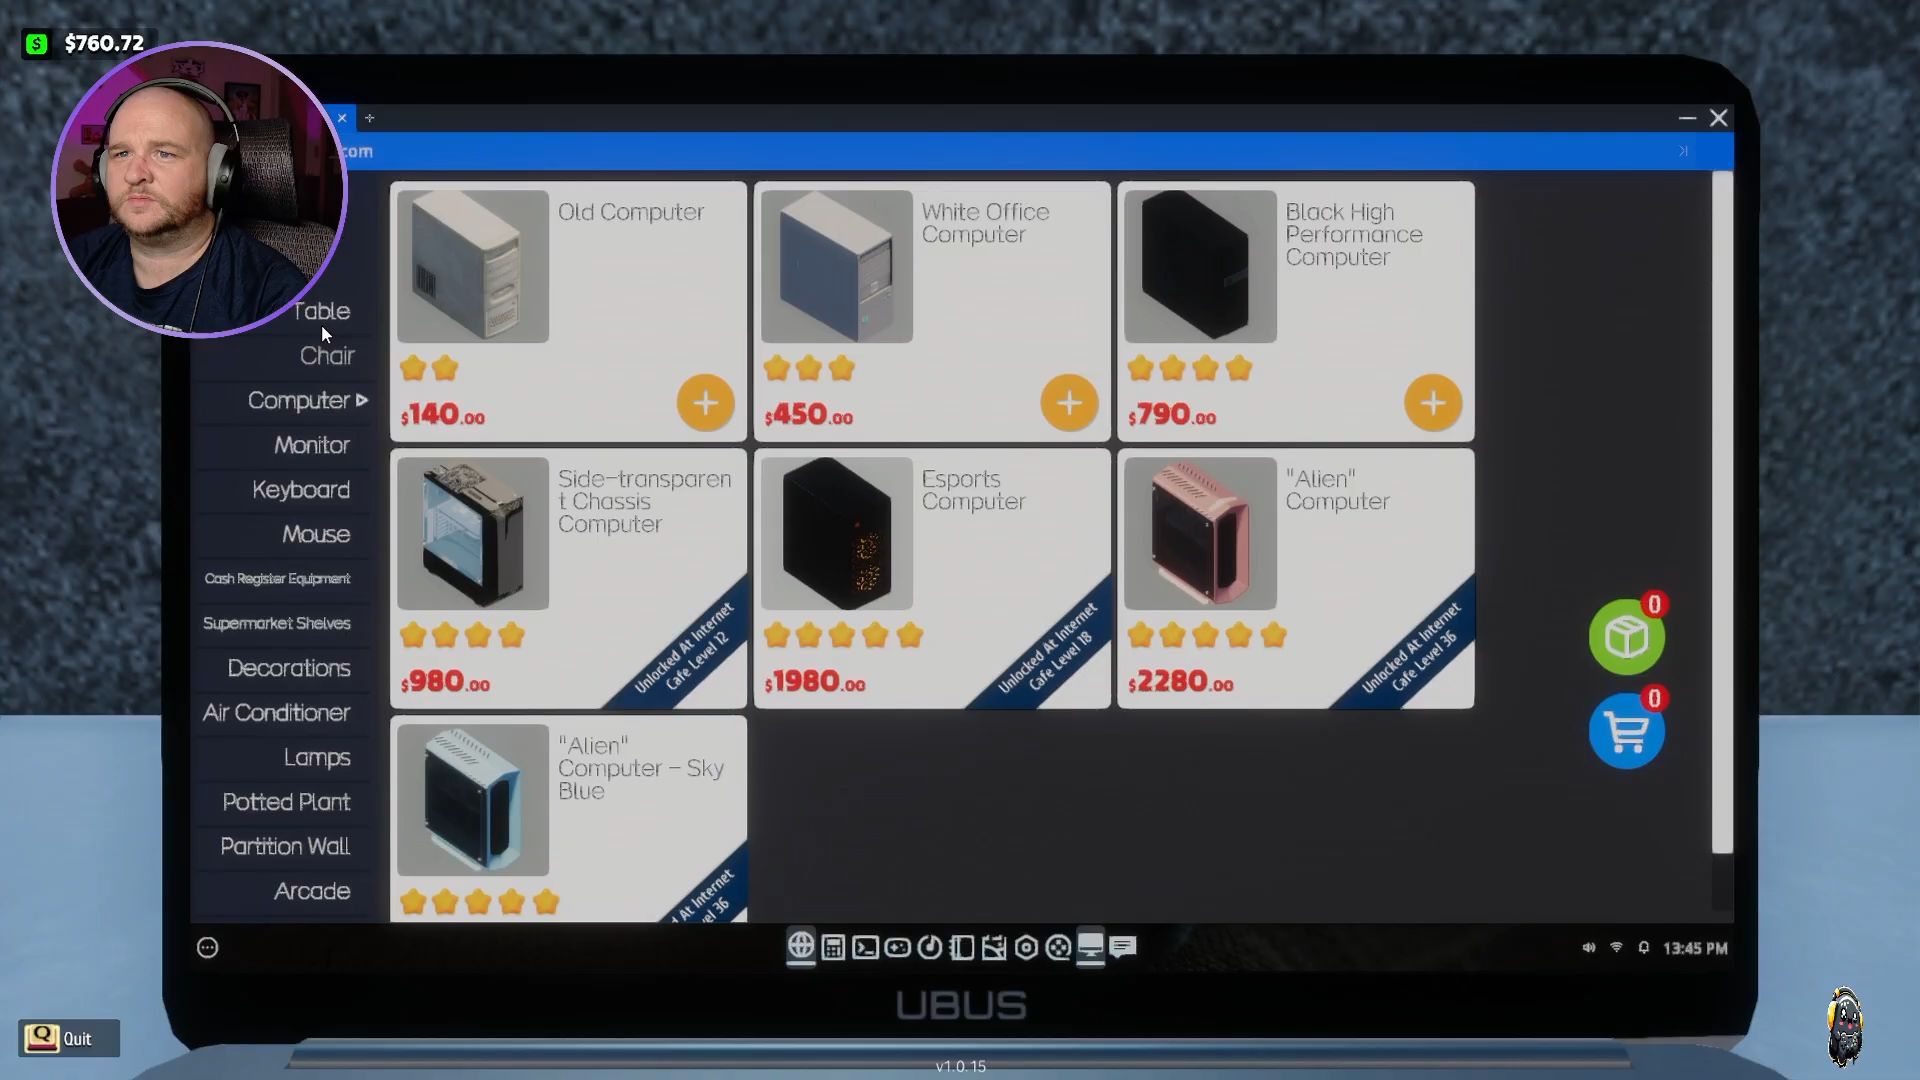 $760.72
.com
Table
Chair
Computer
Monitor
Keyboard
Mouse
Cash Register Equipment
Supermarket Shelves
Decorations
Air Conditioner
Lamps
Potted Plant
Partition Wall
Arcade
Old Computer
$140.00
White Office
Computer
$450.00
Black High
Performance
Computer
$790.00
Side-transparen
t Chassis
Computer
Unlocked At Internet
Cafe Level 12
$980.00
Esports
Computer
Unlocked At Internet
Cafe Level 18
$1980.00
"Alien"
Computer
Unlocked At Internet
Cafe Level 36
$2280.00
"Alien"
Computer - Sky
Blue
At Internet
36
0
0
13:45 PM
UBUS
Q Quit
v1.0.15